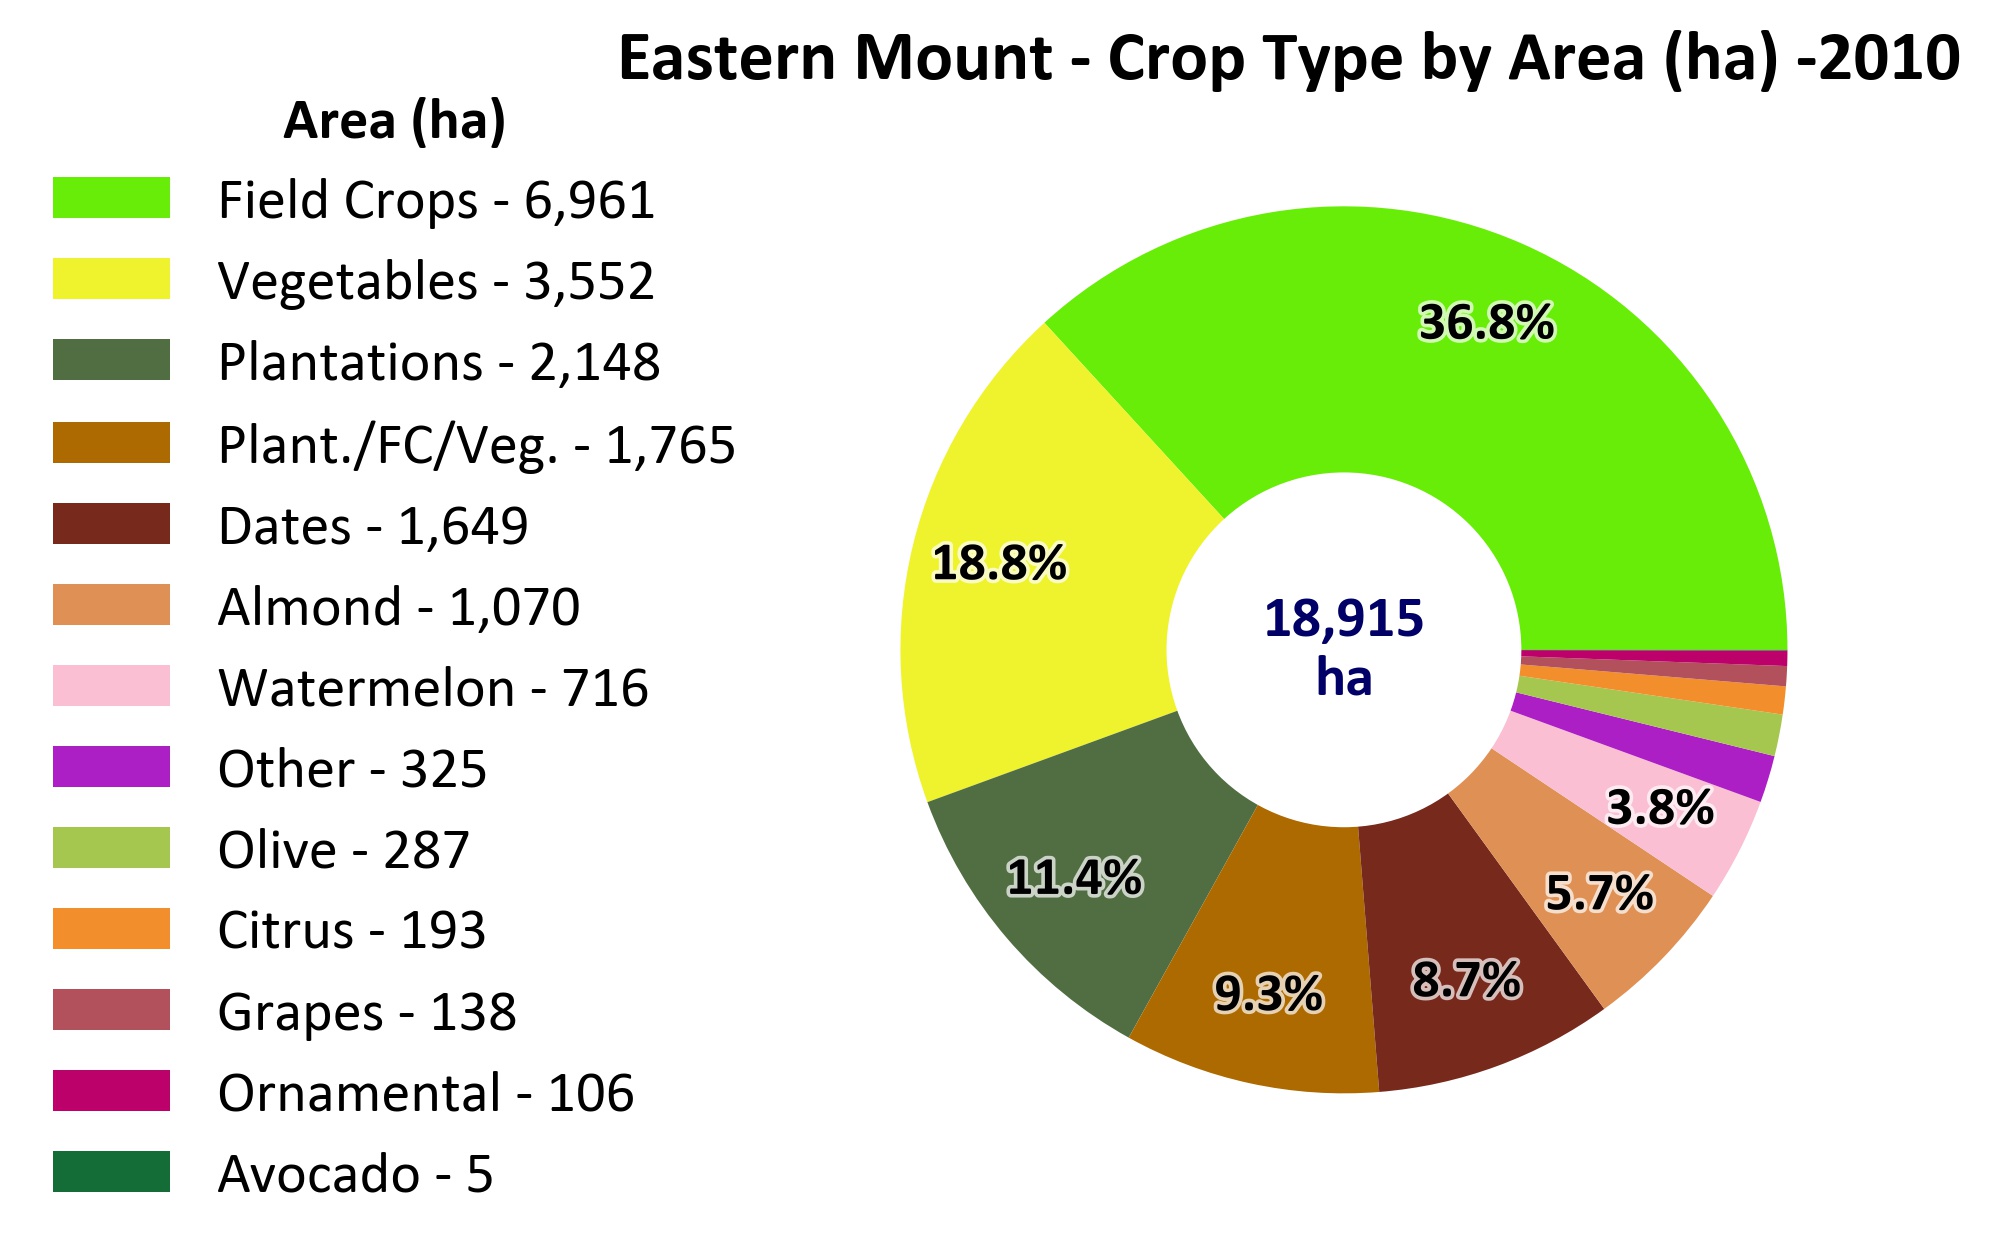 Eastern Mount - Crop Type by Area (ha) -2010
Area (ha)
Field Crops - 6,961
Vegetables - 3,552
Plantations - 2,148
Plant./FC/Veg. - 1,765
Dates - 1,649
Almond - 1,070
Watermelon - 716
Other - 325
Olive - 287
Citrus - 193
Grapes - 138
Ornamental - 106
Avocado - 5
36.8%
18.8%
18,915
ha
3.8%
11.4%
5.7%
8.7%
9.3%